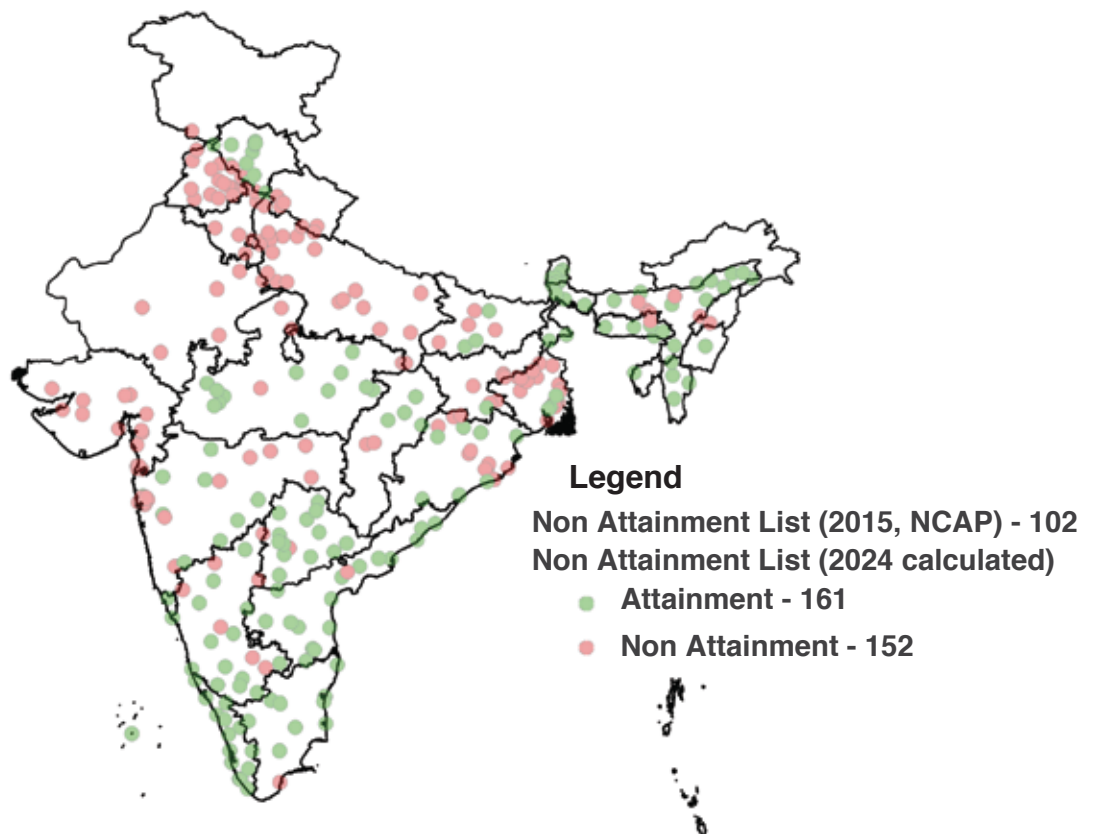 Legend
Non Attainment List (2015, NCAP) - 102
Non Attainment List (2024 calculated)
Attainment - 161
Non Attainment - 152